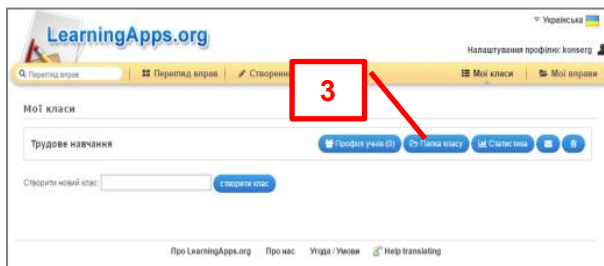 Українська
LearningApps.org
Налаштування профілю: konserg
Перегляд вправ
Перегляд вправ
Створення
Мої класи
Мої вправи
3
Мої класи
Трудове навчання
Профілі учнів (0)
Папка класу
Статистика
Створити новий клас:
створити клас
Про LearningApps.org Про нас Угода / Умови Help translating